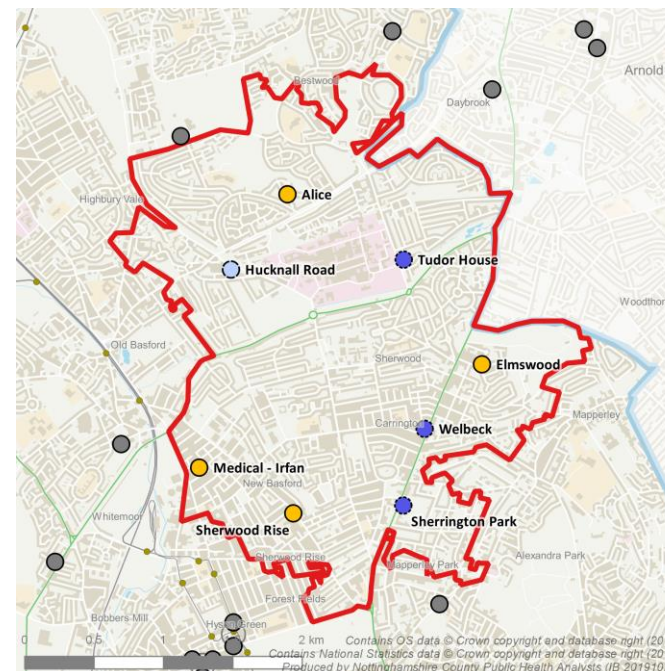 Bestwood
Arnold
Daybrook
Alice
Highbury Vale
Tudor House
Hucknall Road
Woodthor
Old Basford
Sherwood
Elmswood
Mapperley
Carrington
Welbeck
Medical - Irfan
New Basford
Sherwood Rise
Sherrington Park
Whitemoor
Sherwood Rise
Alexandra Park
Mapperley Park
Bobbers Mill
Forest Fields
Hyson Green
0 0.5 1 2 km
Contains OS data © Crown copyright and database right (20
Contains National Statistics data © Crown copyright and database right (20
Produced by Nottinghamshire County Public Health Analysis (IB 2019.0